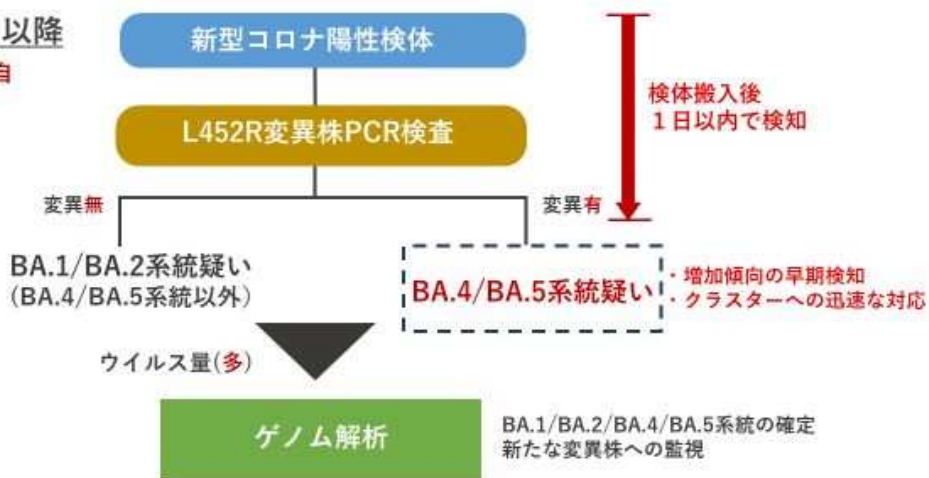 以降
自
新型コロナ陽性検体
L452R変異株PCR検査
検体搬入後
1日以内で検知
変異無
変異有
BA.1/BA.2系統疑い
(BA.4/BA.5系統以外)
BA.4/BA.5系統疑い
・増加傾向の早期検知
・クラスターへの迅速な対応
ウイルス量(多)
ゲノム解析
BA.1/BA.2/BA.4/BA.5系統の確定
新たな変異株への監視